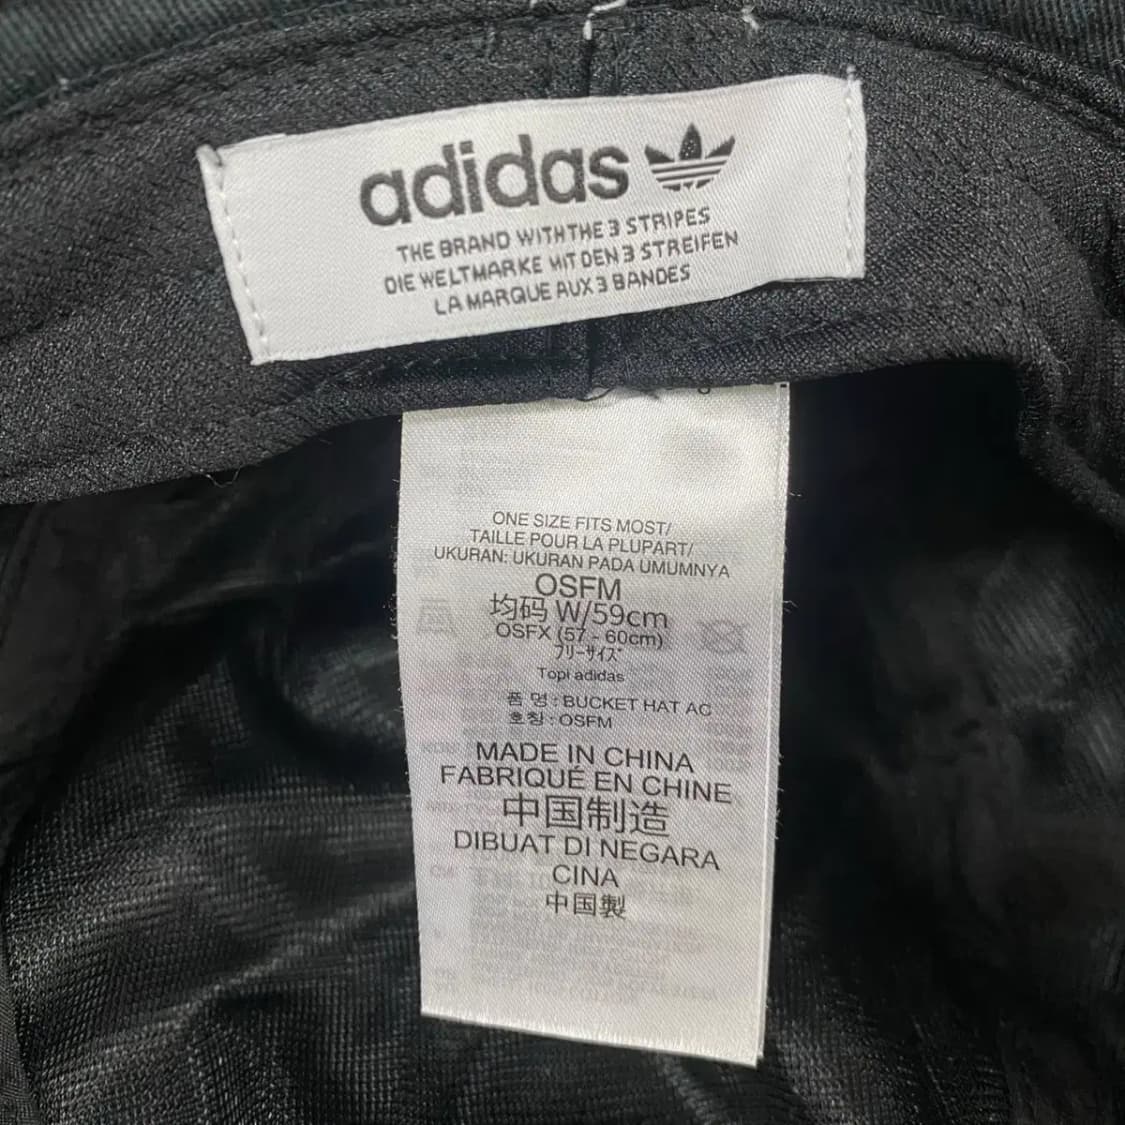 adidas
THE BRAND WITH THE 3 STRIPES
DIE WELTMARKE MIT DEN 3 STREIFEN
LA MARQUE AUX 3 BANDES
ONE SIZE FITS MOST/
TAILLE POUR LA PLUPART/
UKURAN: UKURAN PADA UMUMNYA
OSFM
均码 W/59cm
OSFX (57 - 60cm)
フリーサイズ
Topi adidas
품 명 : BUCKET HAT AC
호칭 : OSFM
MADE IN CHINA
FABRIQUÉ EN CHINE
中国制造
DIBUAT DI NEGARA
CINA
中国製